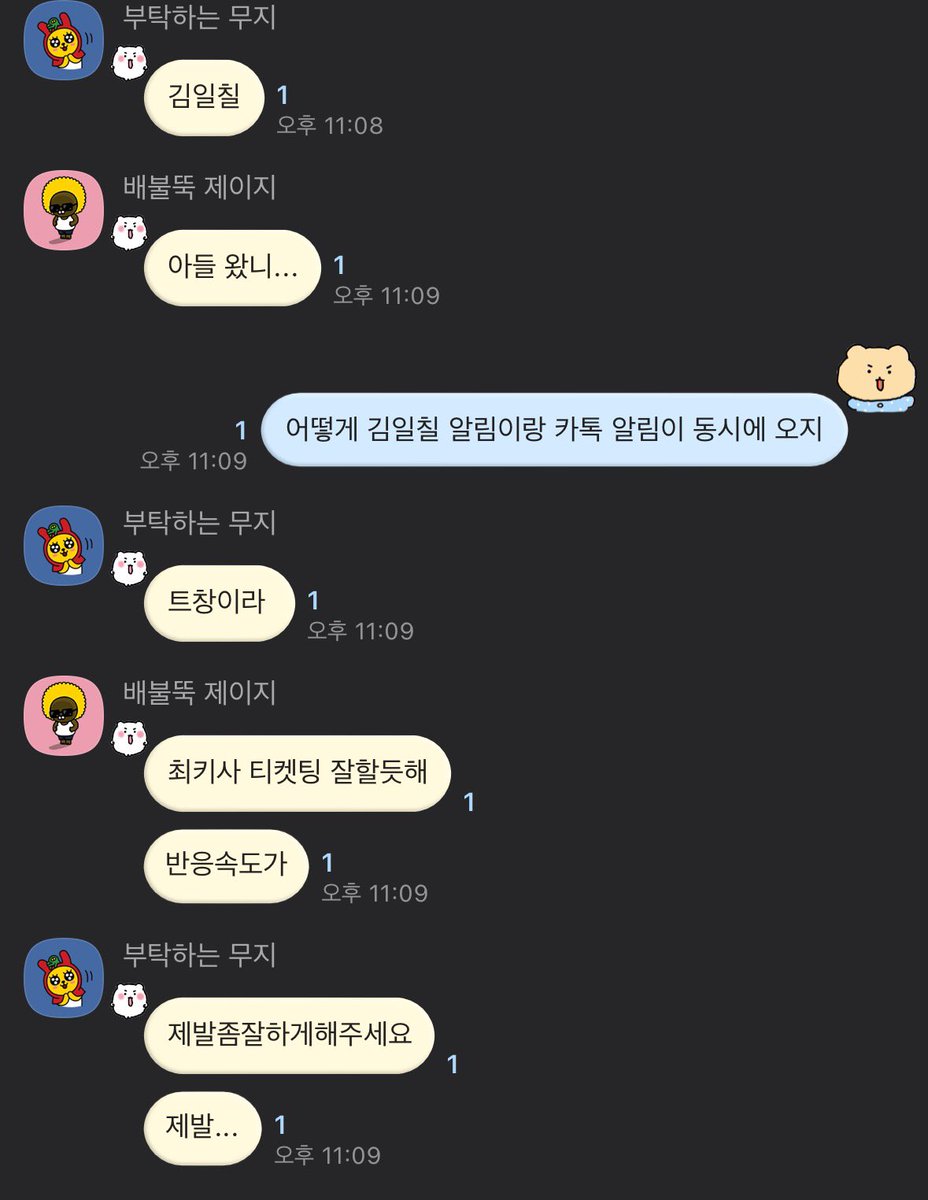 부탁하는 무지
김일칠
1
오후 11:08
배불뚝 제이지
아들 왔니...
1
오후 11:09
어떻게 김일칠 알림이랑 카톡 알림이 동시에 오지
1
오후 11:09
부탁하는 무지
트창이라
1
오후 11:09
배불뚝 제이지
최키사 티켓팅 잘할듯해
1
반응속도가
1
오후 11:09
부탁하는 무지
제발좀잘하게해주세요
1
제발...
1
오후 11:09